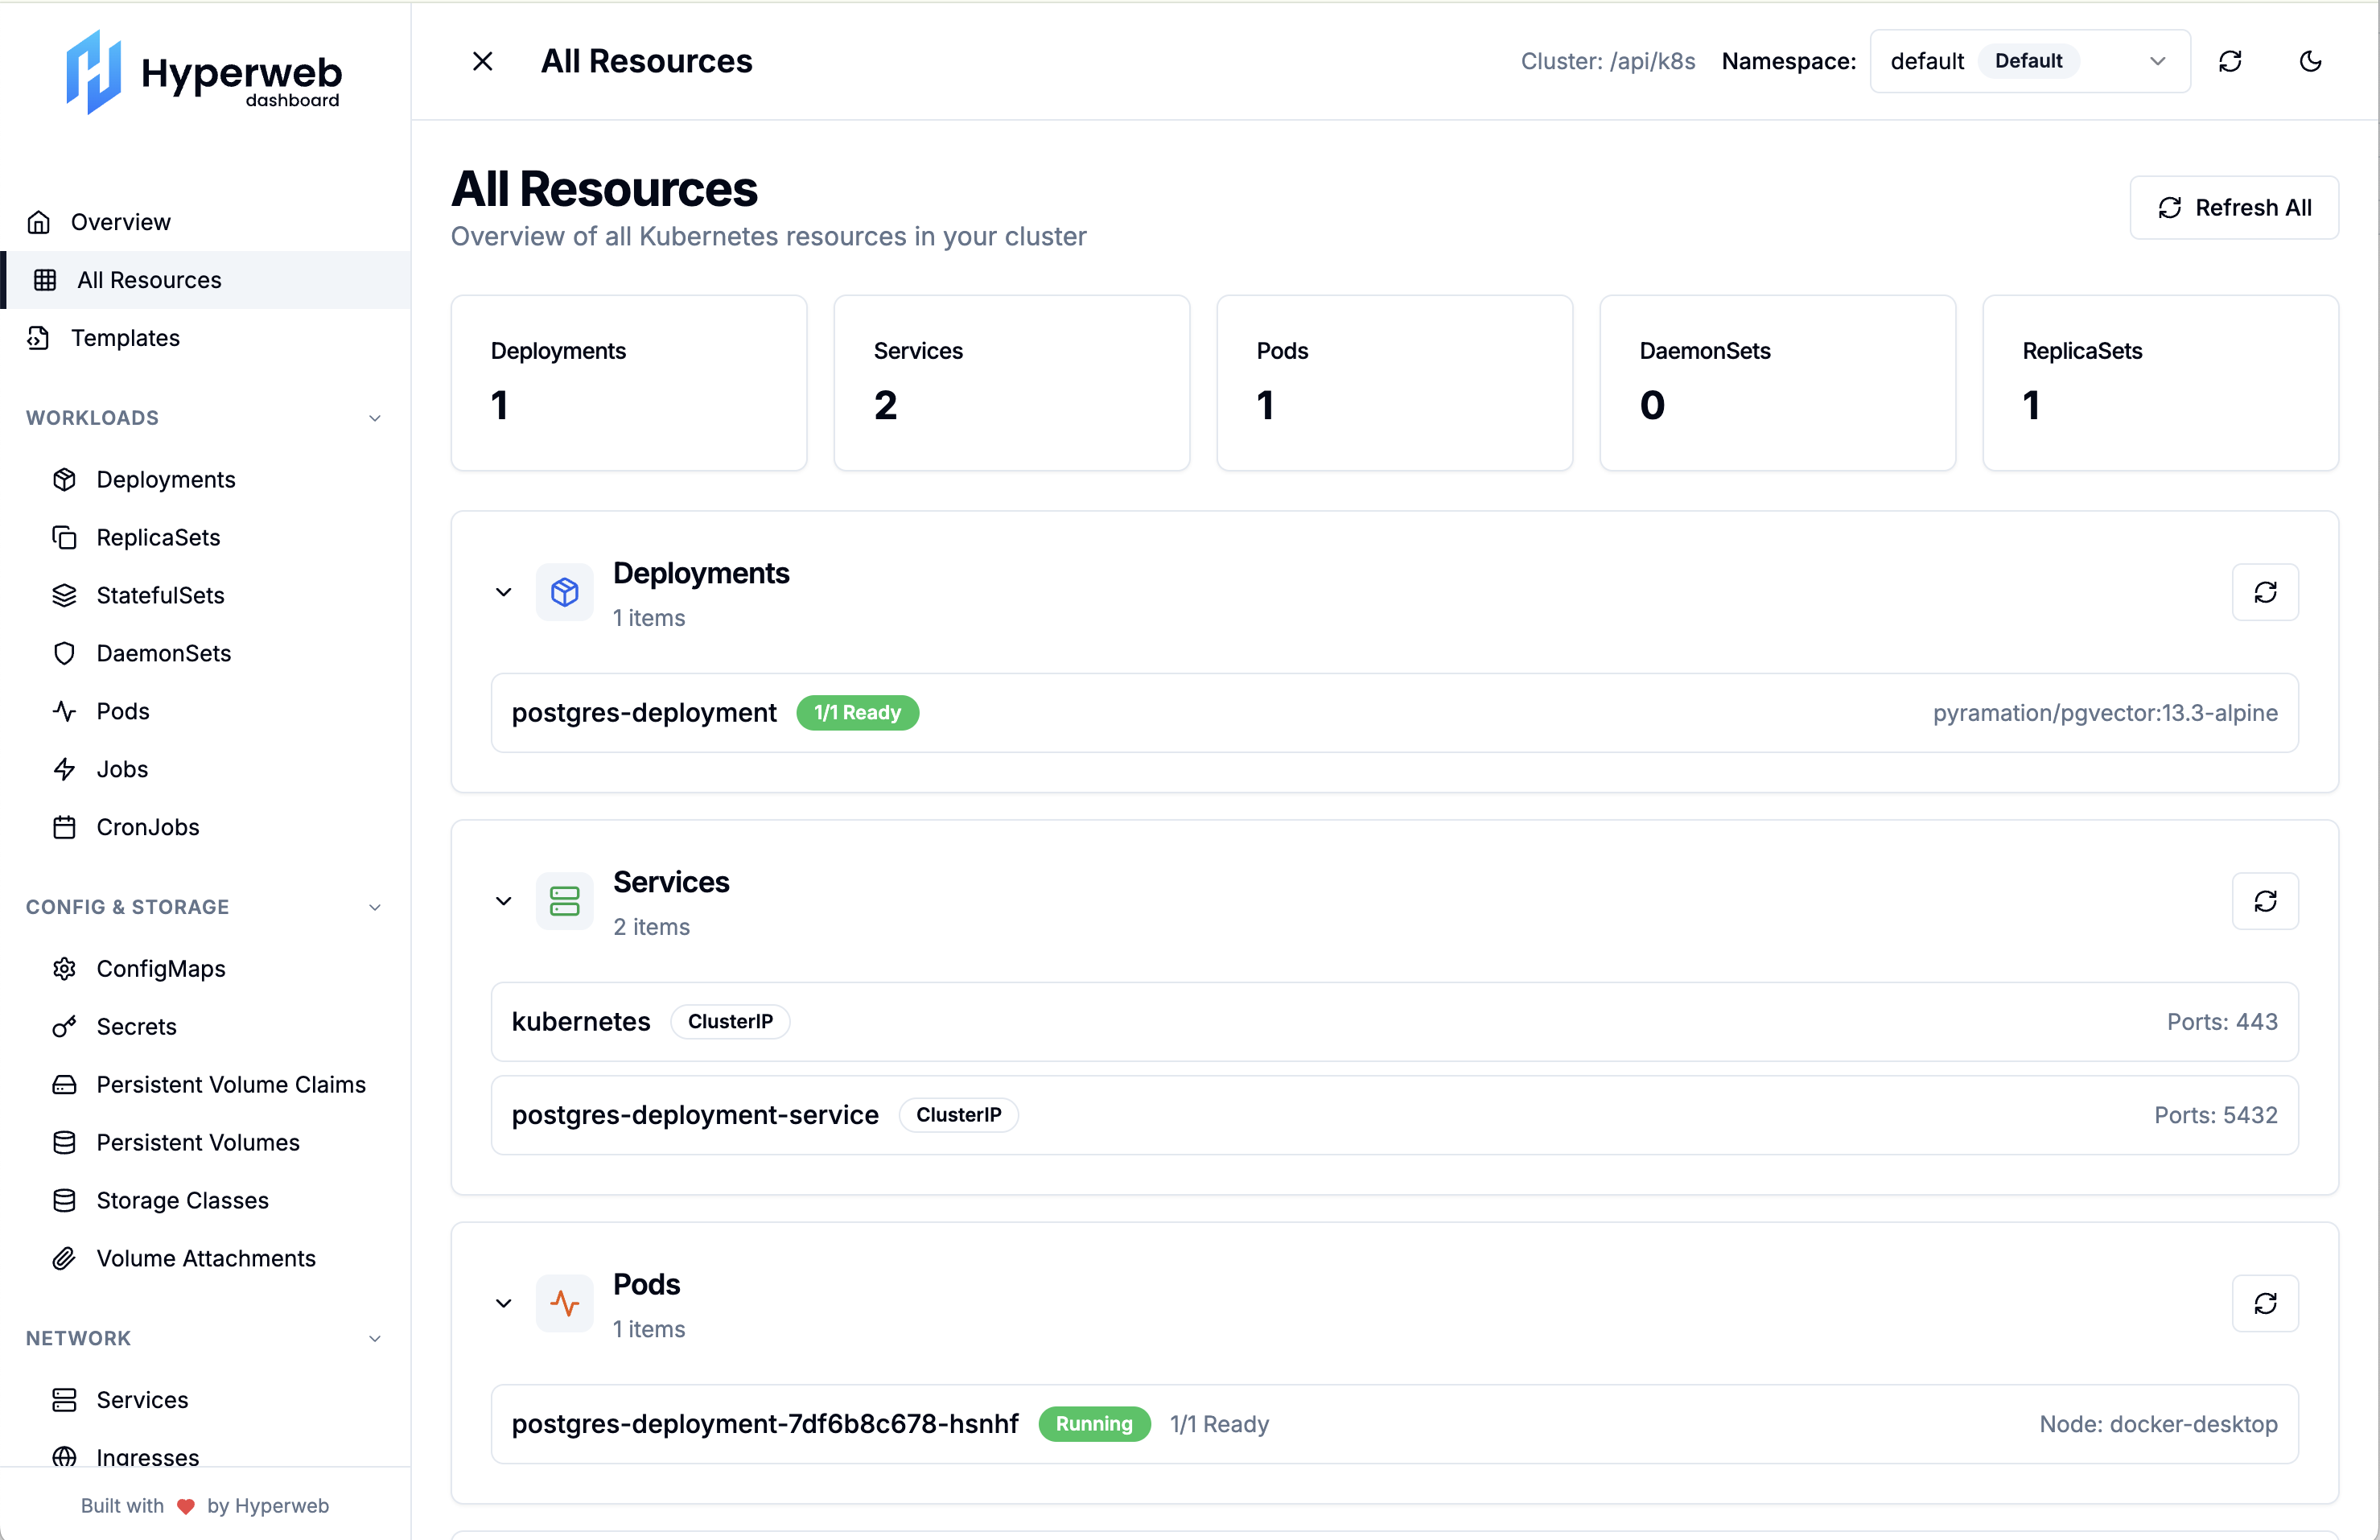 Hyperweb
dashboard
Overview
All Resources
Templates
WORKLOADS
Deployments
ReplicaSets
StatefulSets
DaemonSets
Pods
Jobs
CronJobs
CONFIG & STORAGE
ConfigMaps
Secrets
Persistent Volume Claims
Persistent Volumes
Storage Classes
Volume Attachments
NETWORK
Services
Ingresses
Built with by Hyperweb
All Resources
Cluster: /api/k8s Namespace: default Default
All Resources
Overview of all Kubernetes resources in your cluster
Refresh All
Deployments
1
Services
2
Pods
1
DaemonSets
0
ReplicaSets
1
Deployments
1 items
postgres-deployment 1/1 Ready pyramation/pgvector:13.3-alpine
Services
2 items
kubernetes ClusterIP Ports: 443
postgres-deployment-service ClusterIP Ports: 5432
Pods
1 items
postgres-deployment-7df6b8c678-hsnhf Running 1/1 Ready Node: docker-desktop